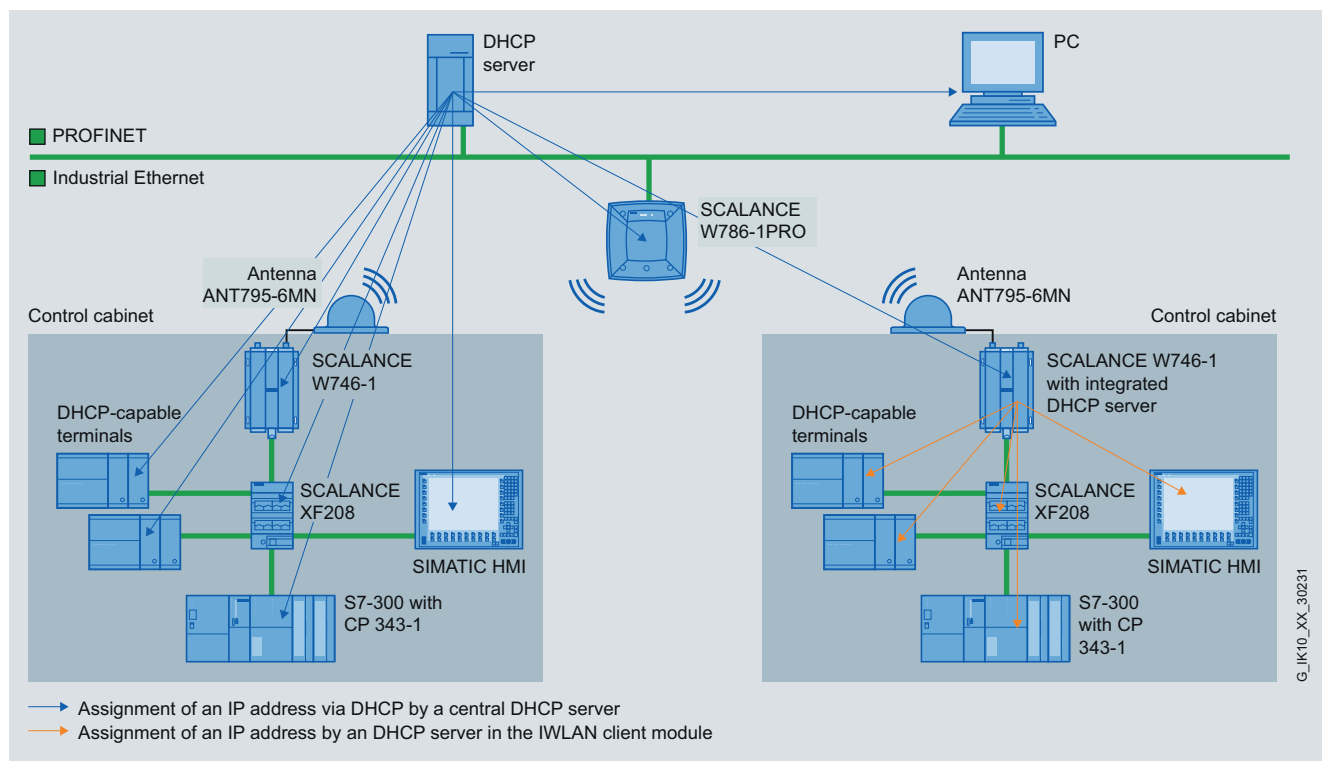 DHCP
server
PC
PROFINET
Industrial Ethernet
SCALANCE
W786-1PRO
Antenna
ANT795-6MN
Control cabinet
SCALANCE
W746-1
DHCP-capable
terminals
SCALANCE
XF208
SIMATIC HMI
S7-300 with
CP 343-1
Antenna
ANT795-6MN
Control cabinet
SCALANCE W746-1
with integrated
DHCP server
DHCP-capable
terminals
SCALANCE
XF208
SIMATIC HMI
S7-300
with CP
343-1
G_IK10_XX_30231
Assignment of an IP address via DHCP by a central DHCP server
Assignment of an IP address by an DHCP server in the IWLAN client module